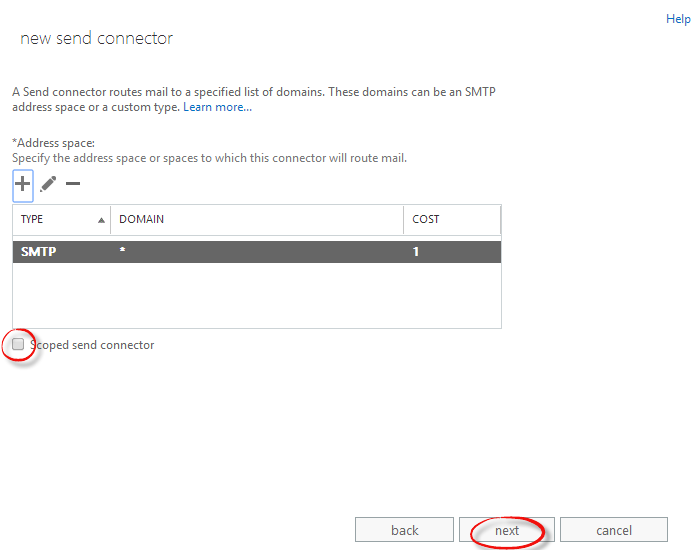 Help
new send connector
A Send connector routes mail to a specified list of domains. These domains can be an SMTP
address space or a custom type. Learn more...
*Address space:
Specify the address space or spaces to which this connector will route mail.
TYPE DOMAIN COST
SMTP * 1
Scoped send connector
back next cancel